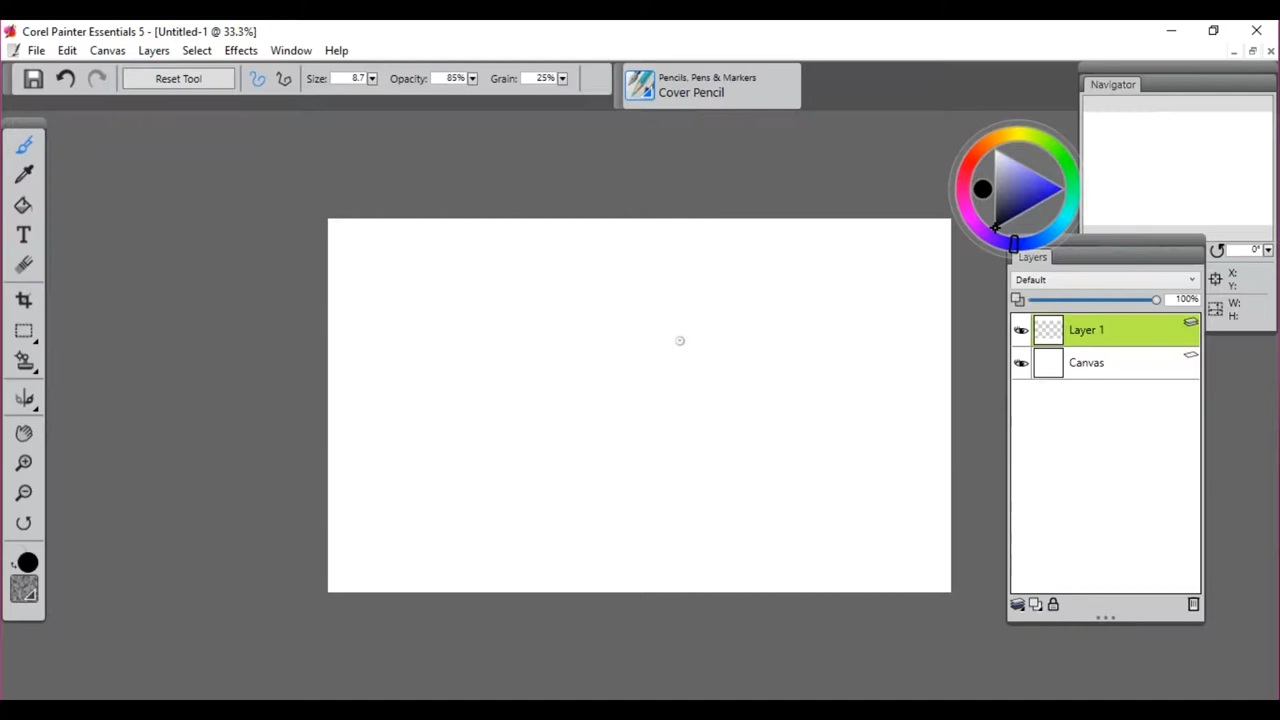 Corel Painter Essentials 5 - [Untitled-1 @ 33.3%]
File Edit Canvas Layers Select Effects Window Help
Reset Tool Size: 8.7 Opacity: 85% Grain: 25%
Pencils, Pens & Markers
Cover Pencil
Navigator
T
0°
X:
Y:
W:
H:
Layers
Default
100%
Layer 1
Canvas